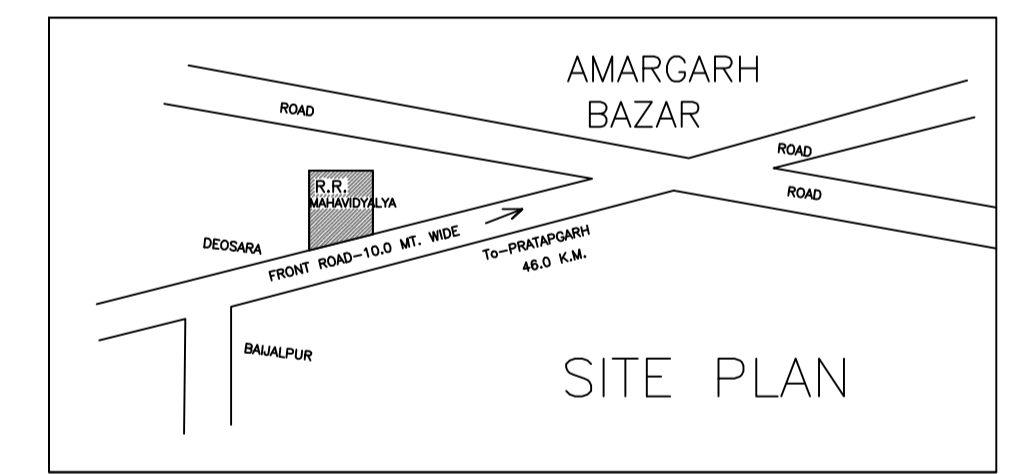 AMARGARH
BAZAR
ROAD
ROAD
ROAD
R.R.
MAHAVIDYALYA
DEOSARA
FRONT ROAD-10.0 MT. WIDE
To-PRATAPGARH
46.0 K.M.
BAIJALPUR
SITE PLAN